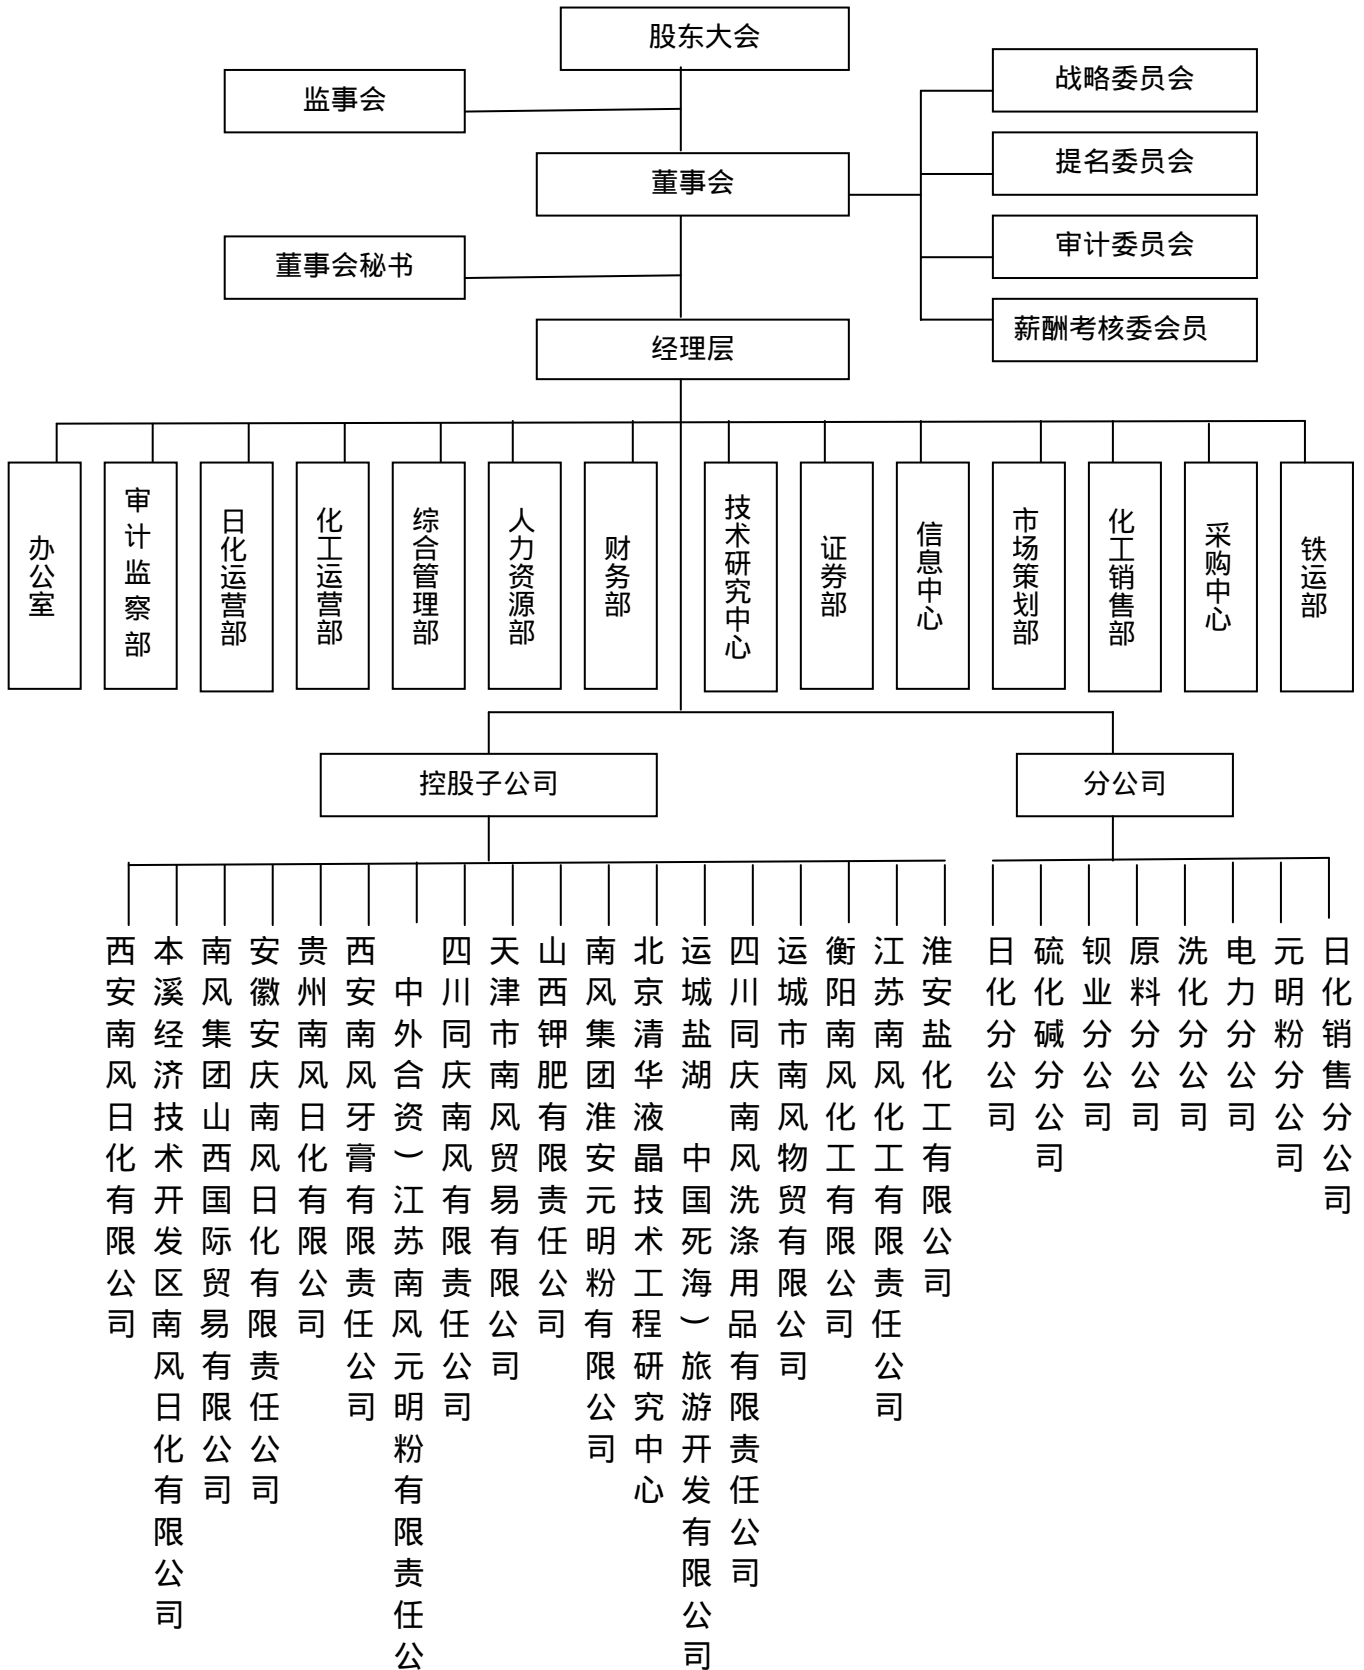 股东大会
监事会
战略委员会
提名委员会
董事会
审计委员会
董事会秘书
薪酬考核委会员
经理层
办公室
审计监察部
日化运营部
化工运营部
综合管理部
人力资源部
财务部
技术研究中心
证券部
信息中心
市场策划部
化工销售部
采购中心
铁运部
控股子公司
分公司
西安南风日化有限公司
本溪经济技术开发区南风日化有限公司
南风集团山西国际贸易有限公司
安徽安庆南风日化有限责任公司
贵州南风日化有限公司
西安南风牙膏有限责任公司
中外合资）江苏南风元明粉有限责任公
四川同庆南风有限责任公司
天津市南风贸易有限公司
山西钾肥有限责任公司
南风集团淮安元明粉有限公司
北京清华液晶技术工程研究中心
运城盐湖 中国死海）旅游开发有限公司
四川同庆南风洗涤用品有限责任公司
运城市南风物贸有限公司
衡阳南风化工有限公司
江苏南风化工有限责任公司
淮安盐化工有限公司
日化分公司
硫化碱分公司
钡业分公司
原料分公司
洗化分公司
电力分公司
元明粉分公司
日化销售分公司